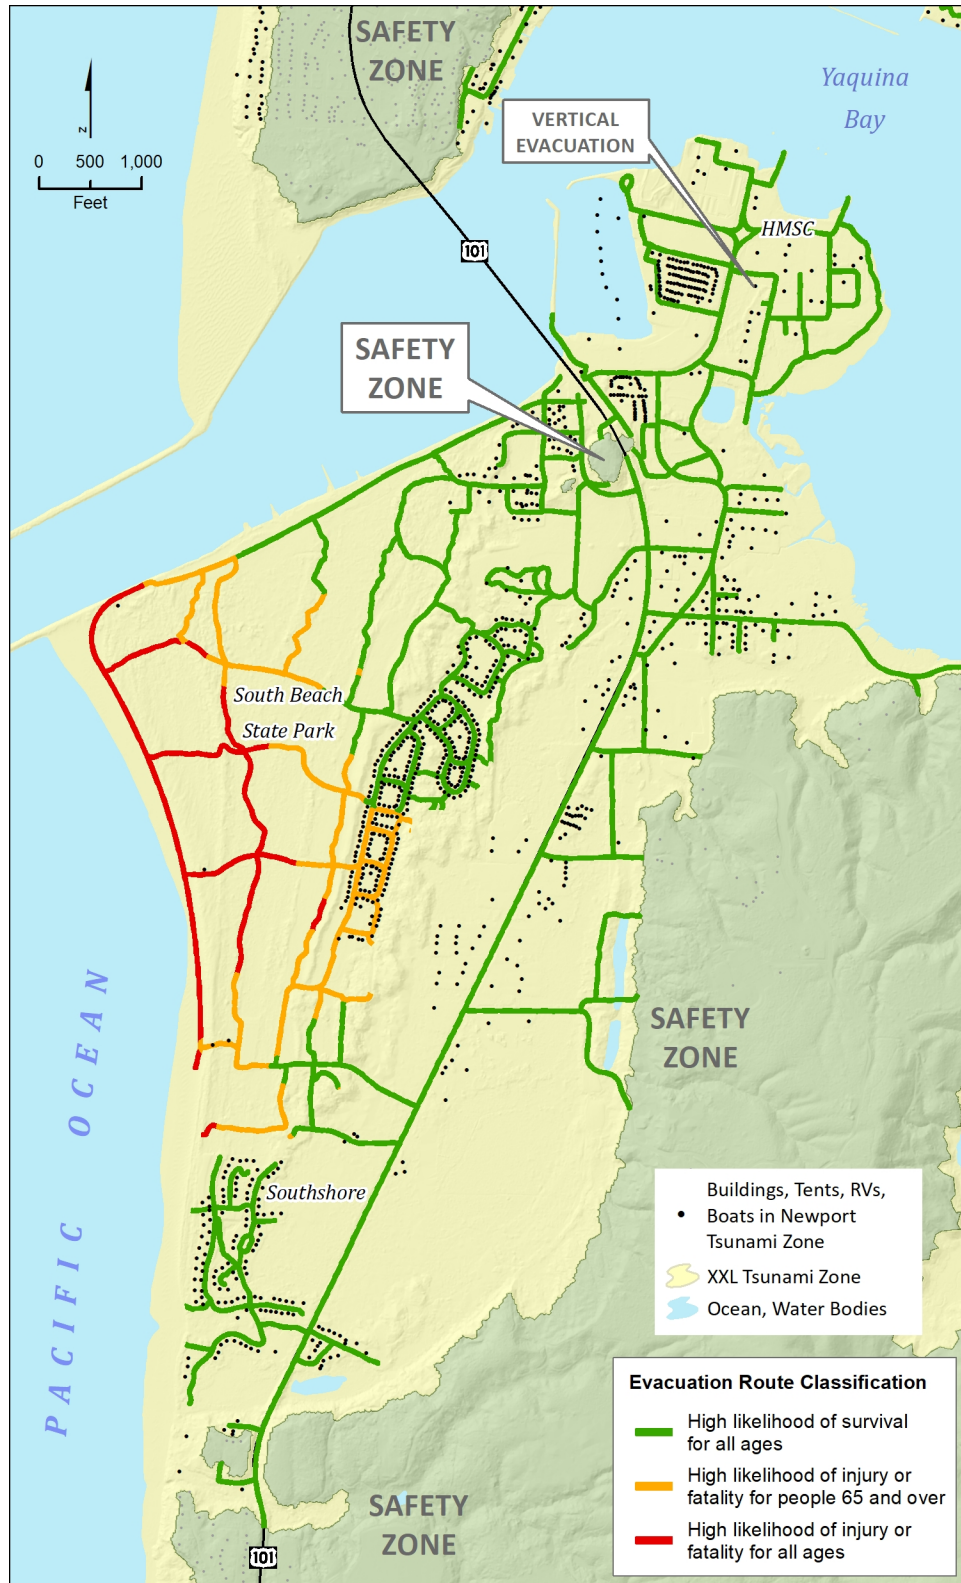 SAFETY
ZONE
Yaquina
Bay
VERTICAL
EVACUATION
z
0 500 1,000
Feet
HMSC
101
SAFETY
ZONE
South Beach
State Park
PACIFIC OCEAN
SAFETY
ZONE
Southshore
Buildings, Tents, RVs,
Boats in Newport
Tsunami Zone
XXL Tsunami Zone
Ocean, Water Bodies
Evacuation Route Classification
High likelihood of survival
for all ages
High likelihood of injury or
fatality for people 65 and over
High likelihood of injury or
fatality for all ages
SAFETY
ZONE
101